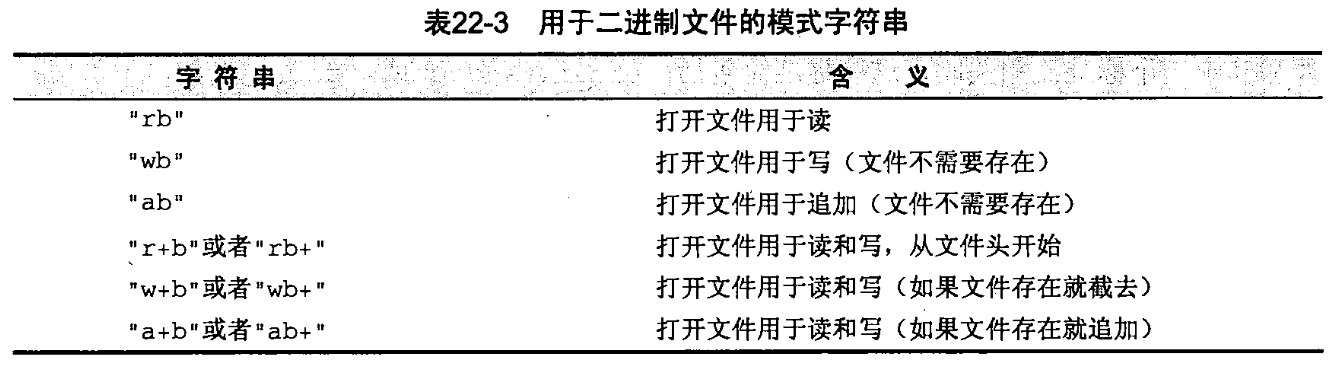 表22-3 用于二进制文件的模式字符串
字符串 含义
"rb" 打开文件用于读
"wb" 打开文件用于写（文件不需要存在）
"ab" 打开文件用于追加（文件不需要存在）
"r+b"或者"rb+" 打开文件用于读和写，从文件头开始
"w+b"或者"wb+" 打开文件用于读和写（如果文件存在就截去）
"a+b"或者"ab+" 打开文件用于读和写（如果文件存在就追加）